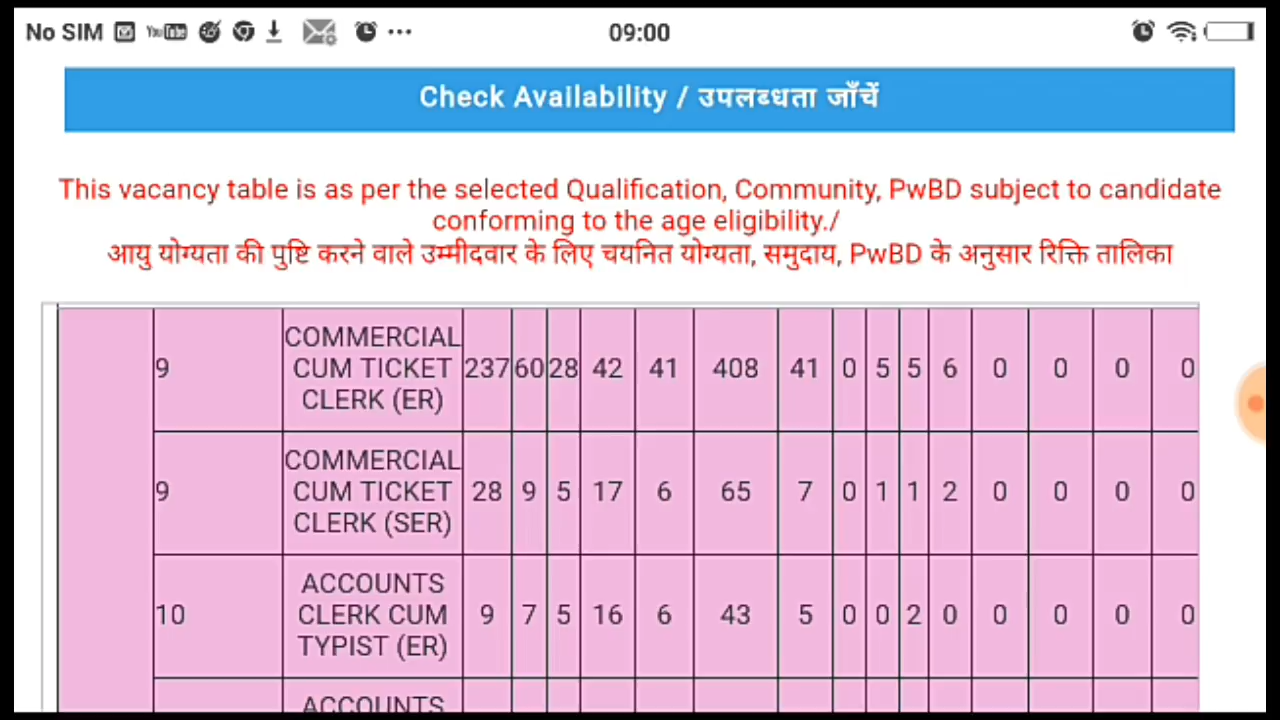 No SIM YouTube 09:00
Check Availability / उपलब्धता जाँचें
This vacancy table is as per the selected Qualification, Community, PwBD subject to candidate
conforming to the age eligibility./
आयु योग्यता की पुष्टि करने वाले उम्मीदवार के लिए चयनित योग्यता, समुदाय, PwBD के अनुसार रिक्ति तालिका
COMMERCIAL
9 CUM TICKET 237 60 28 42 41 408 41 0 5 5 6 0 0 0 0
CLERK (ER)
COMMERCIAL
9 CUM TICKET 28 9 5 17 6 65 7 0 1 1 2 0 0 0 0
CLERK (SER)
ACCOUNTS
10 CLERK CUM 9 7 5 16 6 43 5 0 0 2 0 0 0 0 0
TYPIST (ER)
ACCOUNTS